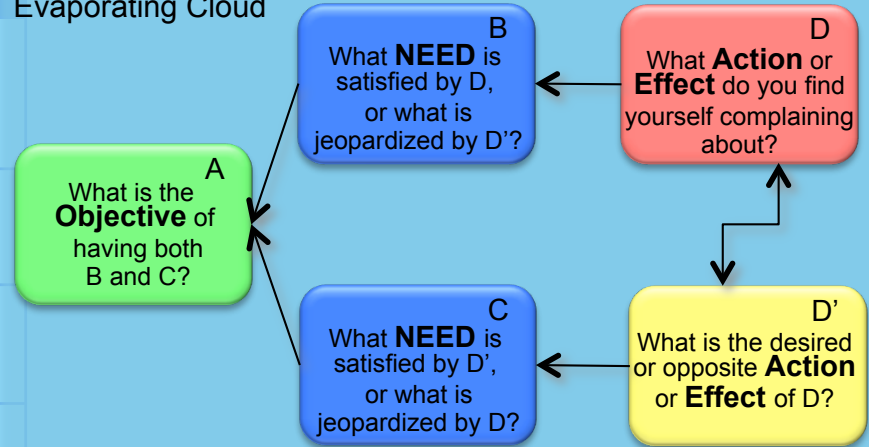 Evaporating Cloud
B
What NEED is
satisfied by D,
or what is
jeopardized by D'?
D
What Action or
Effect do you find
yourself complaining
about?
A
What is the
Objective of
having both
B and C?
C
What NEED is
satisfied by D',
or what is
jeopardized by D?
D'
What is the desired
or opposite Action
or Effect of D?